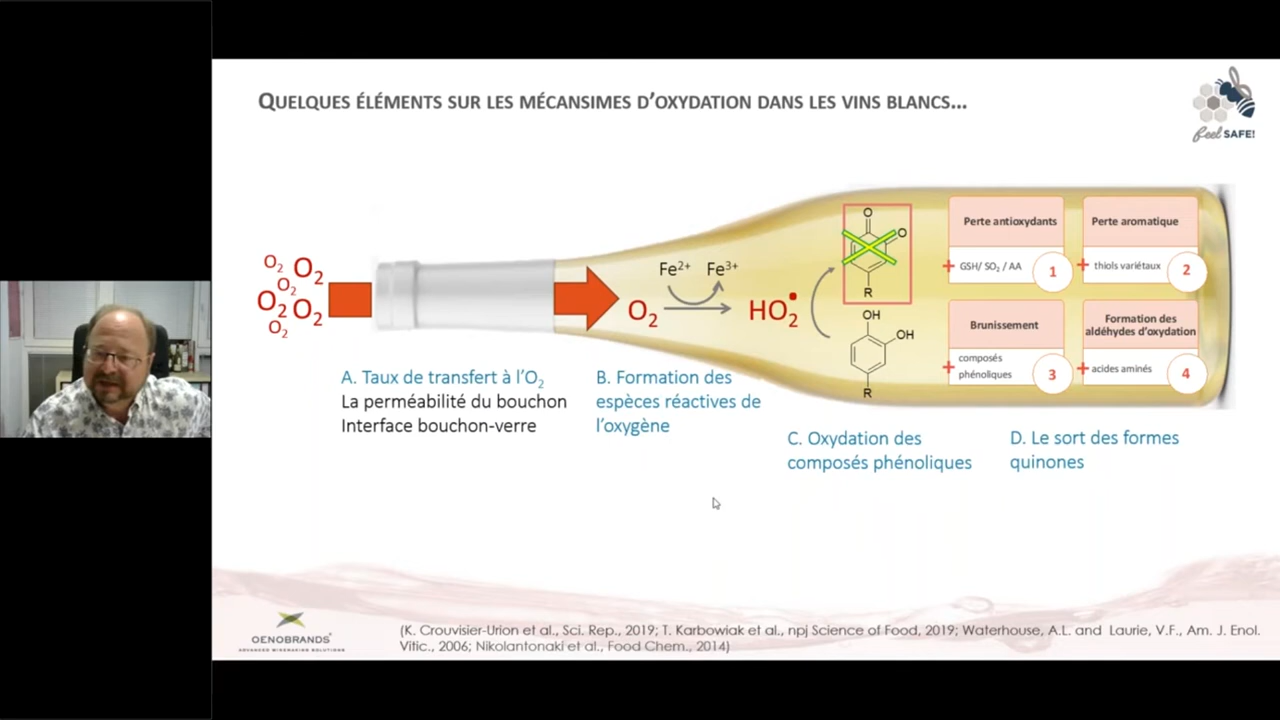 QUELQUES ÉLÉMENTS SUR LES MÉCANSIMES D'OXYDATION DANS LES VINS BLANCS...
feel SAFE!
O₂ O₂
O₂
O₂ O₂
O₂
O₂
Fe²⁺ Fe³⁺
HO₂•
O
O
R
OH
OH
R
Perte antioxydants
+ GSH/ SO₂ / AA
1
Perte aromatique
+ thiols variétaux
2
Brunissement
+ composés
phénoliques
3
Formation des
aldéhydes d'oxydation
+ acides aminés
4
A. Taux de transfert à l'O₂
La perméabilité du bouchon
Interface bouchon-verre
B. Formation des
espèces réactives de
l'oxygène
C. Oxydation des
composés phénoliques
D. Le sort des formes
quinones
OENOBRANDS®
ADVANCED WINEMAKING SOLUTIONS
(K. Crouvisier-Urion et al., Sci. Rep., 2019; T. Karbowiak et al., npj Science of Food, 2019; Waterhouse, A.L. and Laurie, V.F., Am. J. Enol.
Vitic., 2006; Nikolantonaki et al., Food Chem., 2014)